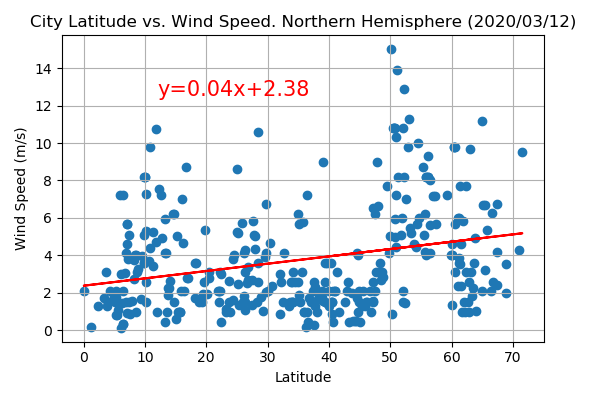 City Latitude vs. Wind Speed. Northern Hemisphere (2020/03/12)
y=0.04x+2.38
Wind Speed (m/s)
14
12
10
8
6
4
2
0
0 10 20 30 40 50 60 70
Latitude